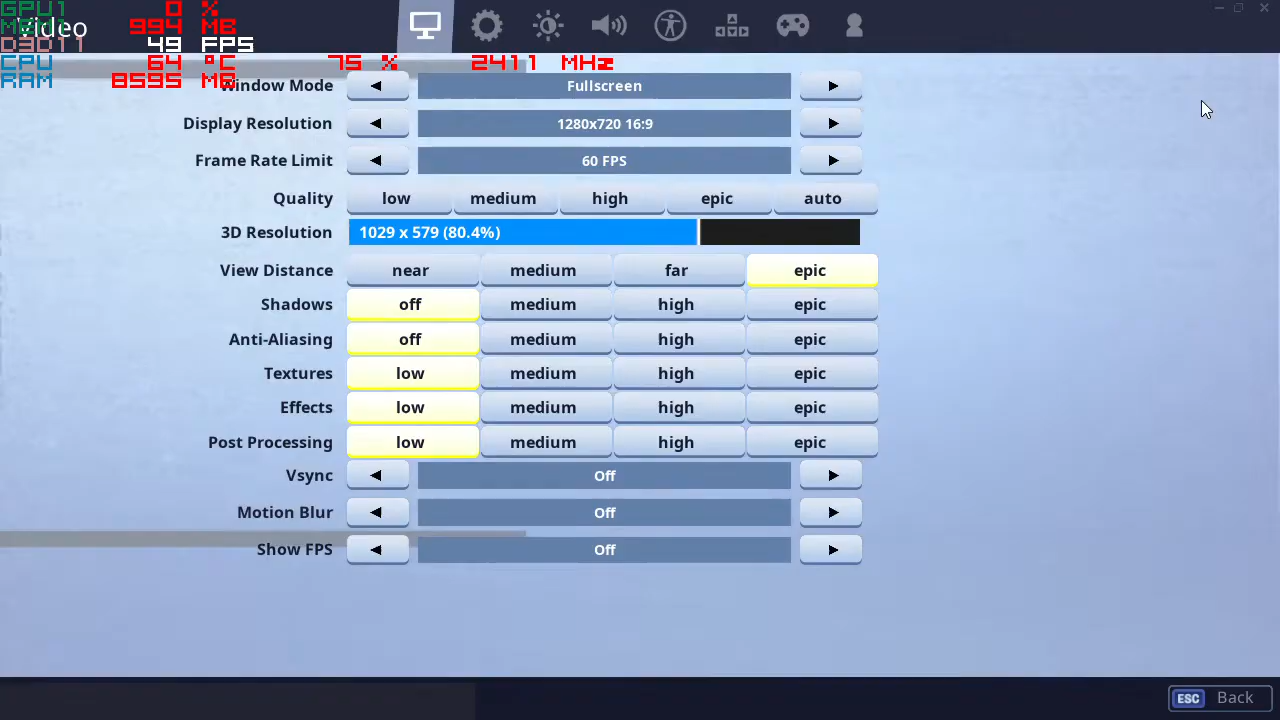 GPU1 0 %
Video
MEM1 994 MB
D3D11 49 FPS
CPU 64 °C 75 % 2411 MHz
RAM 8595 MB
Window Mode ◄ Fullscreen ►
Display Resolution ◄ 1280x720 16:9 ►
Frame Rate Limit ◄ 60 FPS ►
Quality low medium high epic auto
3D Resolution 1029 x 579 (80.4%)
View Distance near medium far epic
Shadows off medium high epic
Anti-Aliasing off medium high epic
Textures low medium high epic
Effects low medium high epic
Post Processing low medium high epic
Vsync ◄ Off ►
Motion Blur ◄ Off ►
Show FPS ◄ Off ►
ESC Back